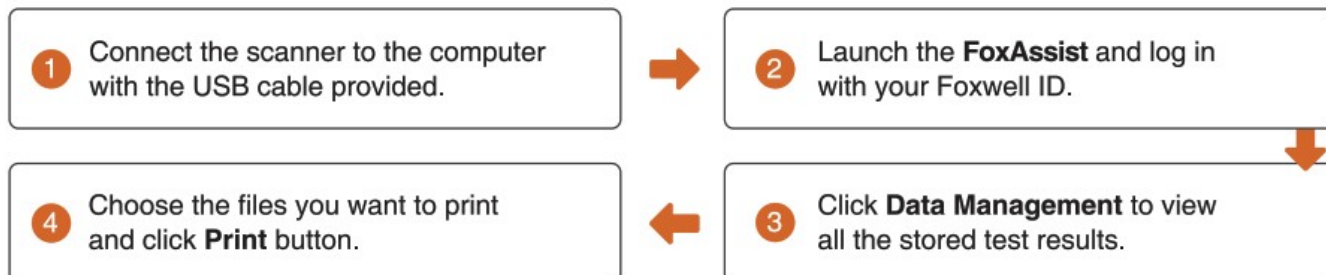 1 Connect the scanner to the computer
with the USB cable provided.
2 Launch the FoxAssist and log in
with your Foxwell ID.
3 Click Data Management to view
all the stored test results.
4 Choose the files you want to print
and click Print button.